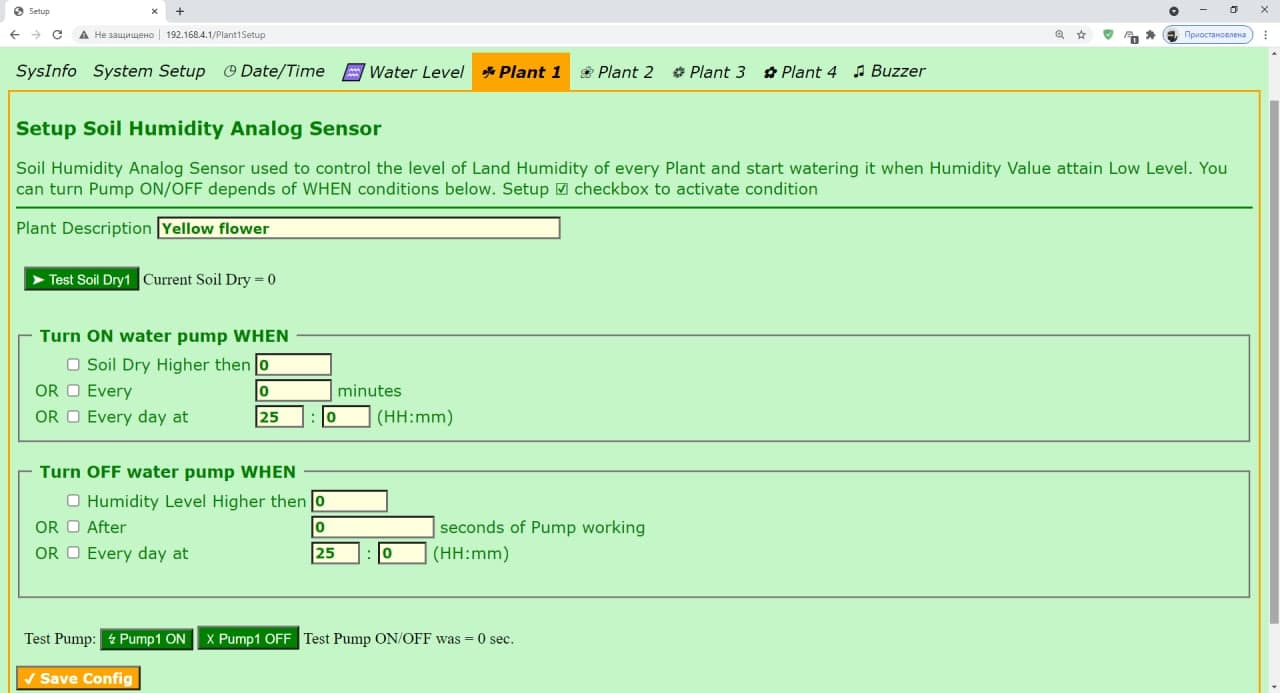 Setup
Не защищено | 192.168.4.1/Plant1Setup
1
Приостановлена
SysInfo System Setup Date/Time Water Level Plant 1 Plant 2 Plant 3 Plant 4 Buzzer
Setup Soil Humidity Analog Sensor
Soil Humidity Analog Sensor used to control the level of Land Humidity of every Plant and start watering it when Humidity Value attain Low Level. You
can turn Pump ON/OFF depends of WHEN conditions below. Setup ☑ checkbox to activate condition
Plant Description Yellow flower
➤ Test Soil Dry1 Current Soil Dry = 0
Turn ON water pump WHEN
Soil Dry Higher then 0
OR Every 0 minutes
OR Every day at 25 : 0 (HH:mm)
Turn OFF water pump WHEN
Humidity Level Higher then 0
OR After 0 seconds of Pump working
OR Every day at 25 : 0 (HH:mm)
Test Pump: Pump1 ON X Pump1 OFF Test Pump ON/OFF was = 0 sec.
✓ Save Config